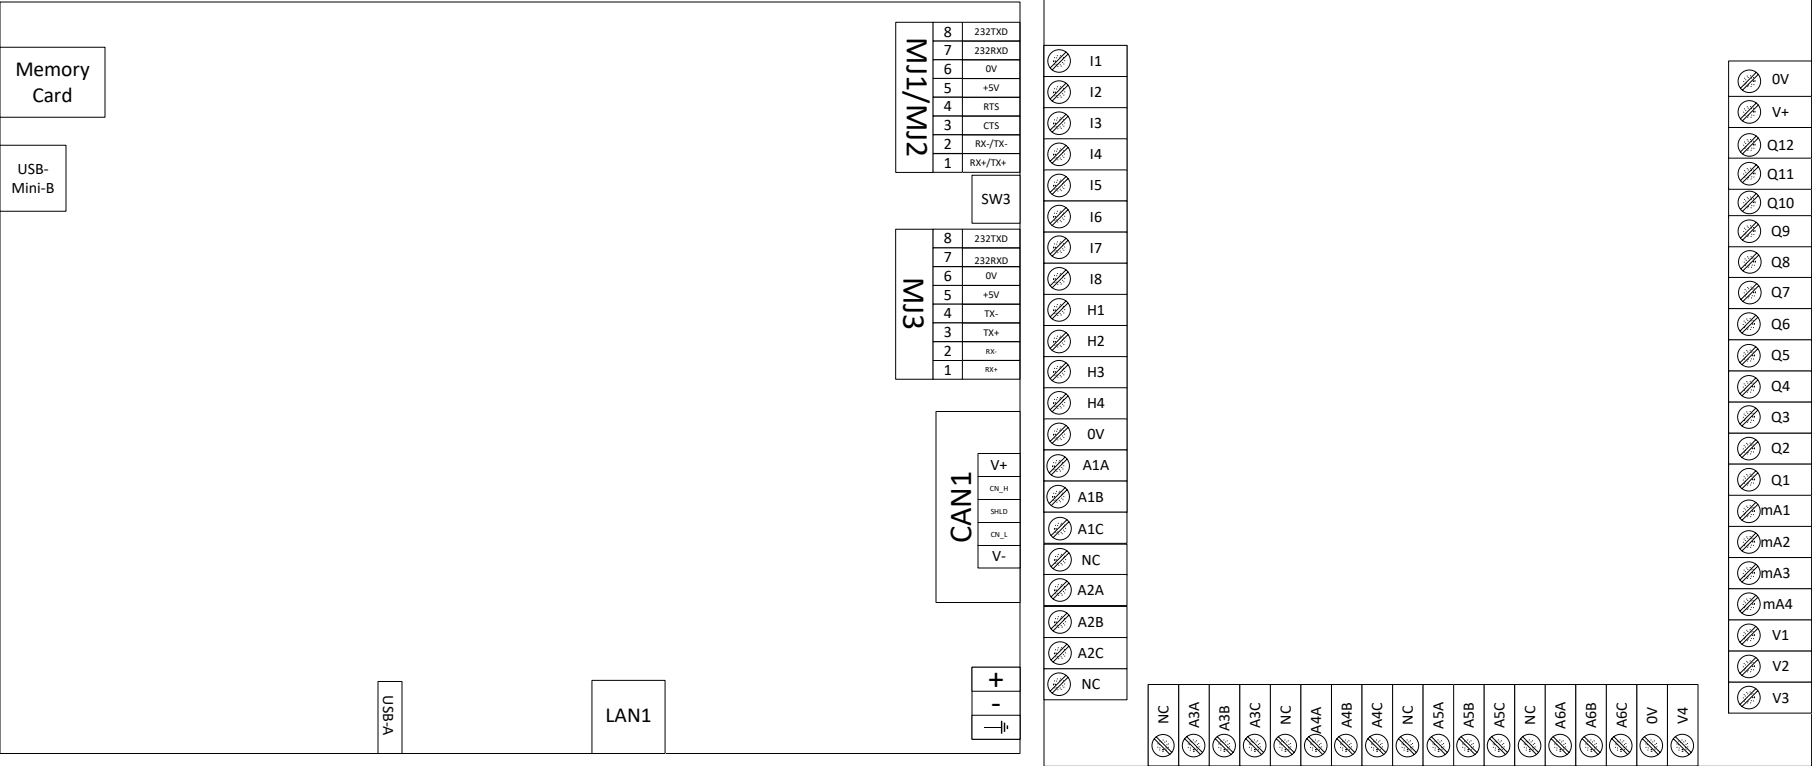 Memory
Card
USB-
Mini-B
MJ1/MJ2
8 232TXD
7 232RXD
6 0V
5 +5V
4 RTS
3 CTS
2 RX-/TX-
1 RX+/TX+
SW3
MJ3
8 232TXD
7 232RXD
6 0V
5 +5V
4 TX-
3 TX+
2 RX-
1 RX+
CAN1
V+
CN_H
SHLD
CN_L
V-
+
-
USB-A
LAN1
I1
I2
I3
I4
I5
I6
I7
I8
H1
H2
H3
H4
0V
A1A
A1B
A1C
NC
A2A
A2B
A2C
NC
NC
A3A
A3B
A3C
NC
A4A
A4B
A4C
NC
A5A
A5B
A5C
NC
A6A
A6B
A6C
0V
V4
0V
V+
Q12
Q11
Q10
Q9
Q8
Q7
Q6
Q5
Q4
Q3
Q2
Q1
mA1
mA2
mA3
mA4
V1
V2
V3